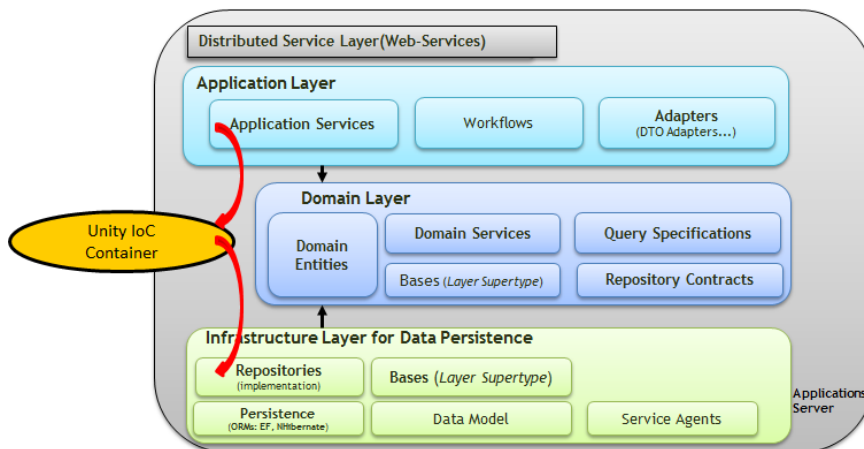 Distributed Service Layer(Web-Services)
Application Layer
Application Services
Workflows
Adapters
(DTO Adapters...)
Unity IoC
Container
Domain Layer
Domain
Entities
Domain Services
Query Specifications
Bases (Layer Supertype)
Repository Contracts
Infrastructure Layer for Data Persistence
Repositories
(implementation)
Bases (Layer Supertype)
Persistence
(ORMs: EF, NHibernate)
Data Model
Service Agents
Applications
Server